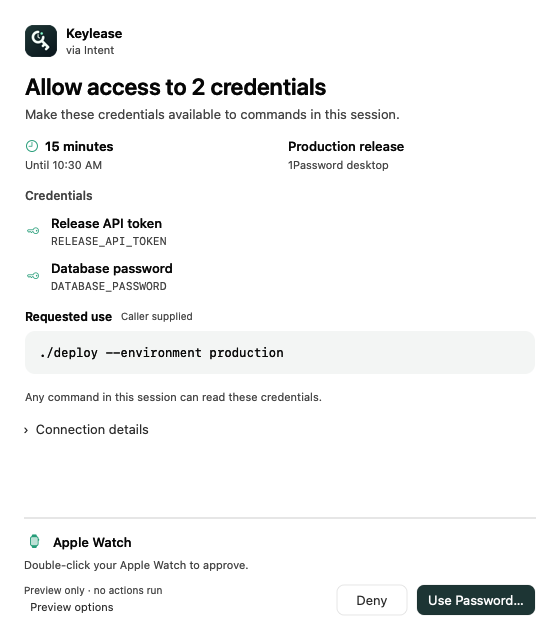 Keylease
via Intent
Allow access to 2 credentials
Make these credentials available to commands in this session.
15 minutes
Until 10:30 AM
Production release
1Password desktop
Credentials
Release API token
RELEASE_API_TOKEN
Database password
DATABASE_PASSWORD
Requested use Caller supplied
./deploy --environment production
Any command in this session can read these credentials.
› Connection details
Apple Watch
Double-click your Apple Watch to approve.
Preview only · no actions run
Preview options
Deny
Use Password...